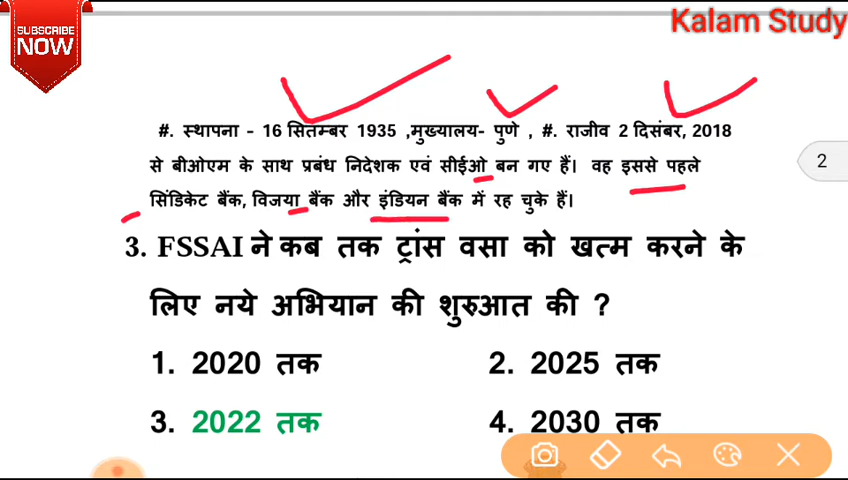 SUBSCRIBE
NOW
Kalam Study
#. स्थापना - 16 सितम्बर 1935 ,मुख्यालय- पुणे , #. राजीव 2 दिसंबर, 2018
से बीओएम के साथ प्रबंध निदेशक एवं सीईओ बन गए हैं। वह इससे पहले
सिंडिकेट बैंक, विजया बैंक और इंडियन बैंक में रह चुके हैं।
2
3. FSSAI ने कब तक ट्रांस वसा को खत्म करने के
लिए नये अभियान की शुरुआत की ?
1. 2020 तक
2. 2025 तक
3. 2022 तक
4. 2030 तक